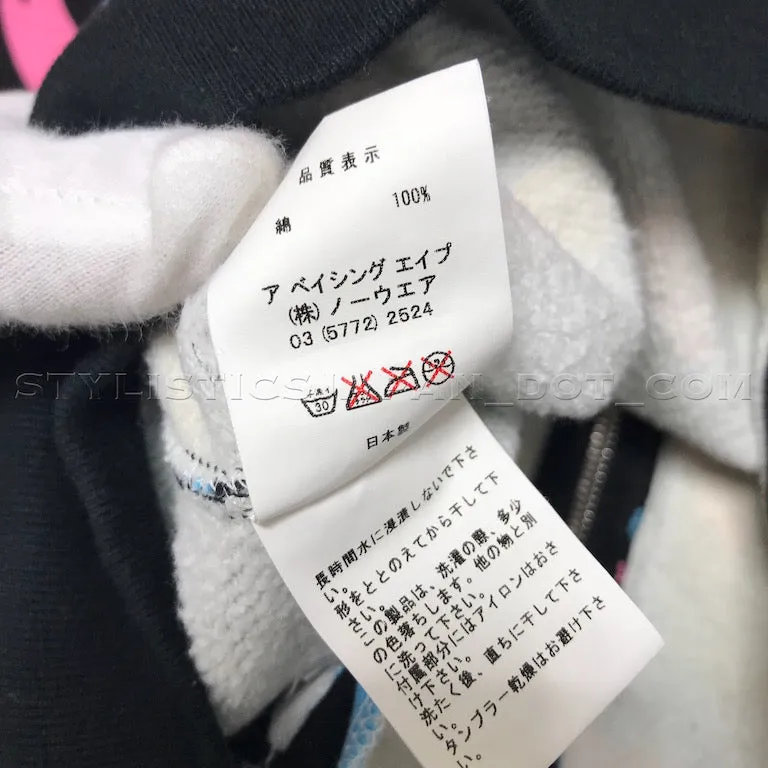 品質表示
綿 100%
ア ベイシング エイプ
(株) ノーウエア
03 (5772) 2524
30
日本製
STYLISTICSJAPAN_DOT_COM
長時間水に浸漬しないで下さ
い。
形をととのえてから干して下
さい。
この製品は、洗濯の際、多少
の色落ちします。他の物と別
に洗って下さい。
付属部分にはアイロンはおさ
け下さい。
洗たく後、直ちに干して下さ
い。
タンブラー乾燥はお避け下さ
い。